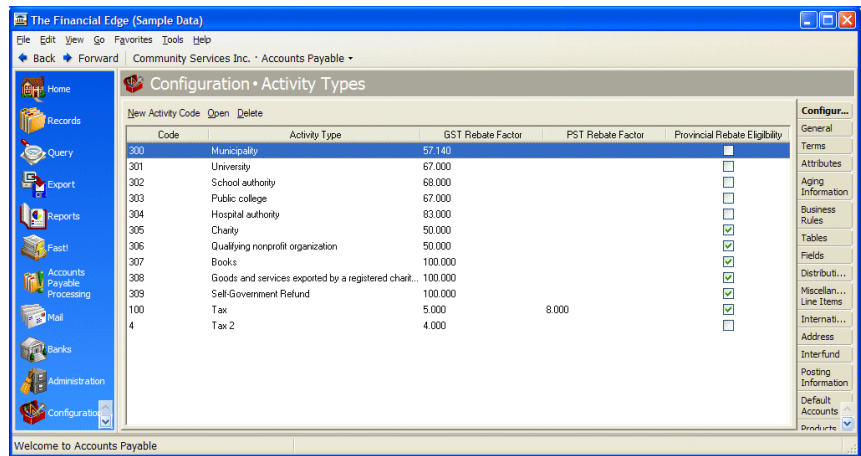 The Financial Edge (Sample Data)
File Edit View Go Favorites Tools Help
Back Forward Community Services Inc. · Accounts Payable
Configuration · Activity Types
New Activity Code Open Delete
Code Activity Type GST Rebate Factor PST Rebate Factor Provincial Rebate Eligibility
300 Municipality 57.140
301 University 67.000
302 School authority 68.000
303 Public college 67.000
304 Hospital authority 83.000
305 Charity 50.000
306 Qualifying nonprofit organization 50.000
307 Books 100.000
308 Goods and services exported by a registered charit... 100.000
309 Self-Government Refund 100.000
100 Tax 5.000 8.000
4 Tax 2 4.000
Home
Records
Query
Export
Reports
Fast!
Accounts
Payable
Processing
Mail
Banks
Administration
Configuration
Configur...
General
Terms
Attributes
Aging
Information
Business
Rules
Tables
Fields
Distributi...
Miscellan...
Line Items
Internati...
Address
Interfund
Posting
Information
Default
Accounts
Products
Welcome to Accounts Payable